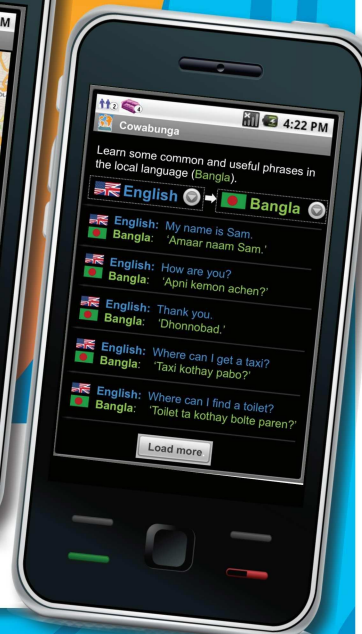 M
2 4
4:22 PM
Cowabunga
Learn some common and useful phrases in
the local language (Bangla).
English Bangla
English: My name is Sam.
Bangla: ‘Amaar naam Sam.’
English: How are you?
Bangla: ‘Apni kemon achen?’
English: Thank you.
Bangla: ‘Dhonnobad.’
English: Where can I get a taxi?
Bangla: ‘Taxi kothay pabo?’
English: Where can I find a toilet?
Bangla: ‘Toilet ta kothay bolte paren?’
Load more